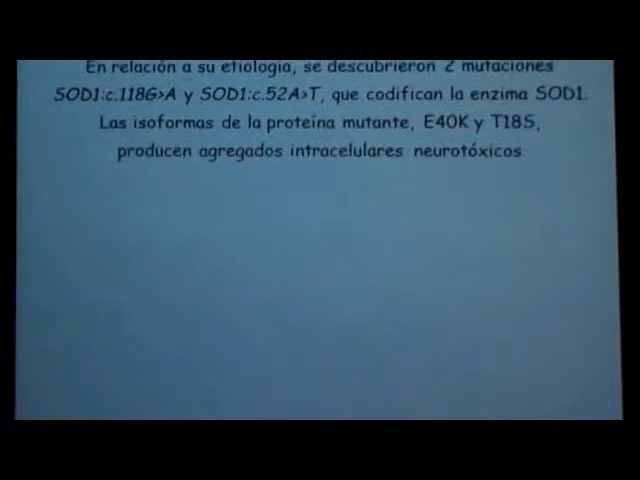 En relación a su etiología, se descubrieron 2 mutaciones
SOD1:c.118G>A y SOD1:c.52A>T, que codifican la enzima SOD1.
Las isoformas de la proteína mutante, E40K y T18S,
producen agregados intracelulares neurotóxicos.